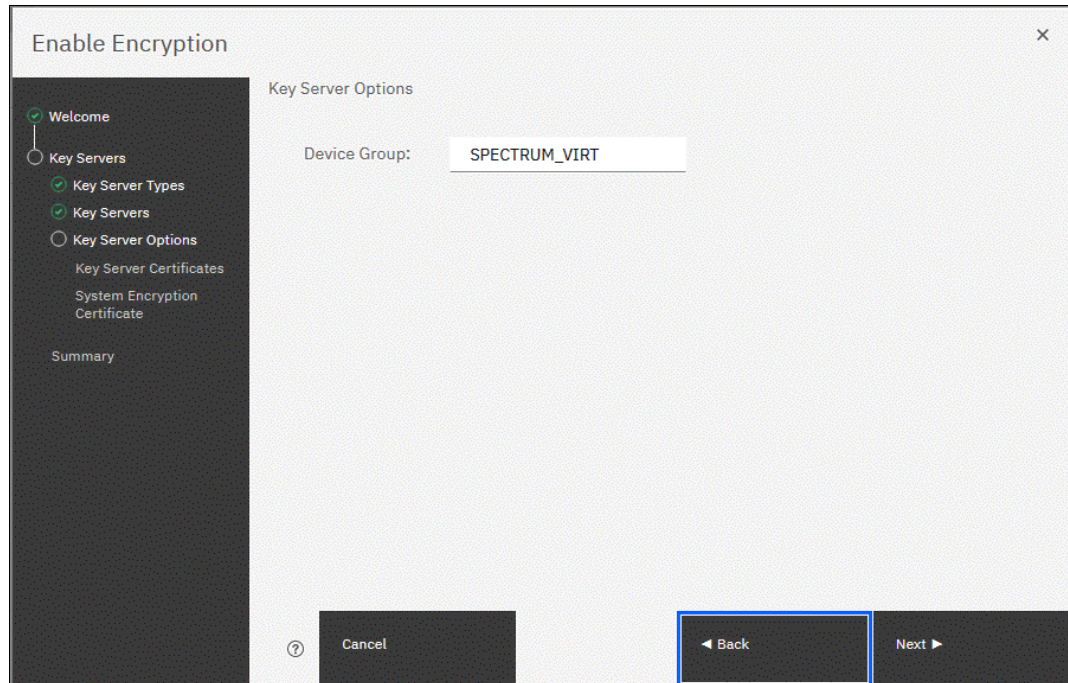 Enable Encryption
Welcome
Key Servers
Key Server Types
Key Servers
Key Server Options
Key Server Certificates
System Encryption
Certificate
Summary
Key Server Options
Device Group:
SPECTRUM_VIRT
Cancel
◄ Back
Next ►